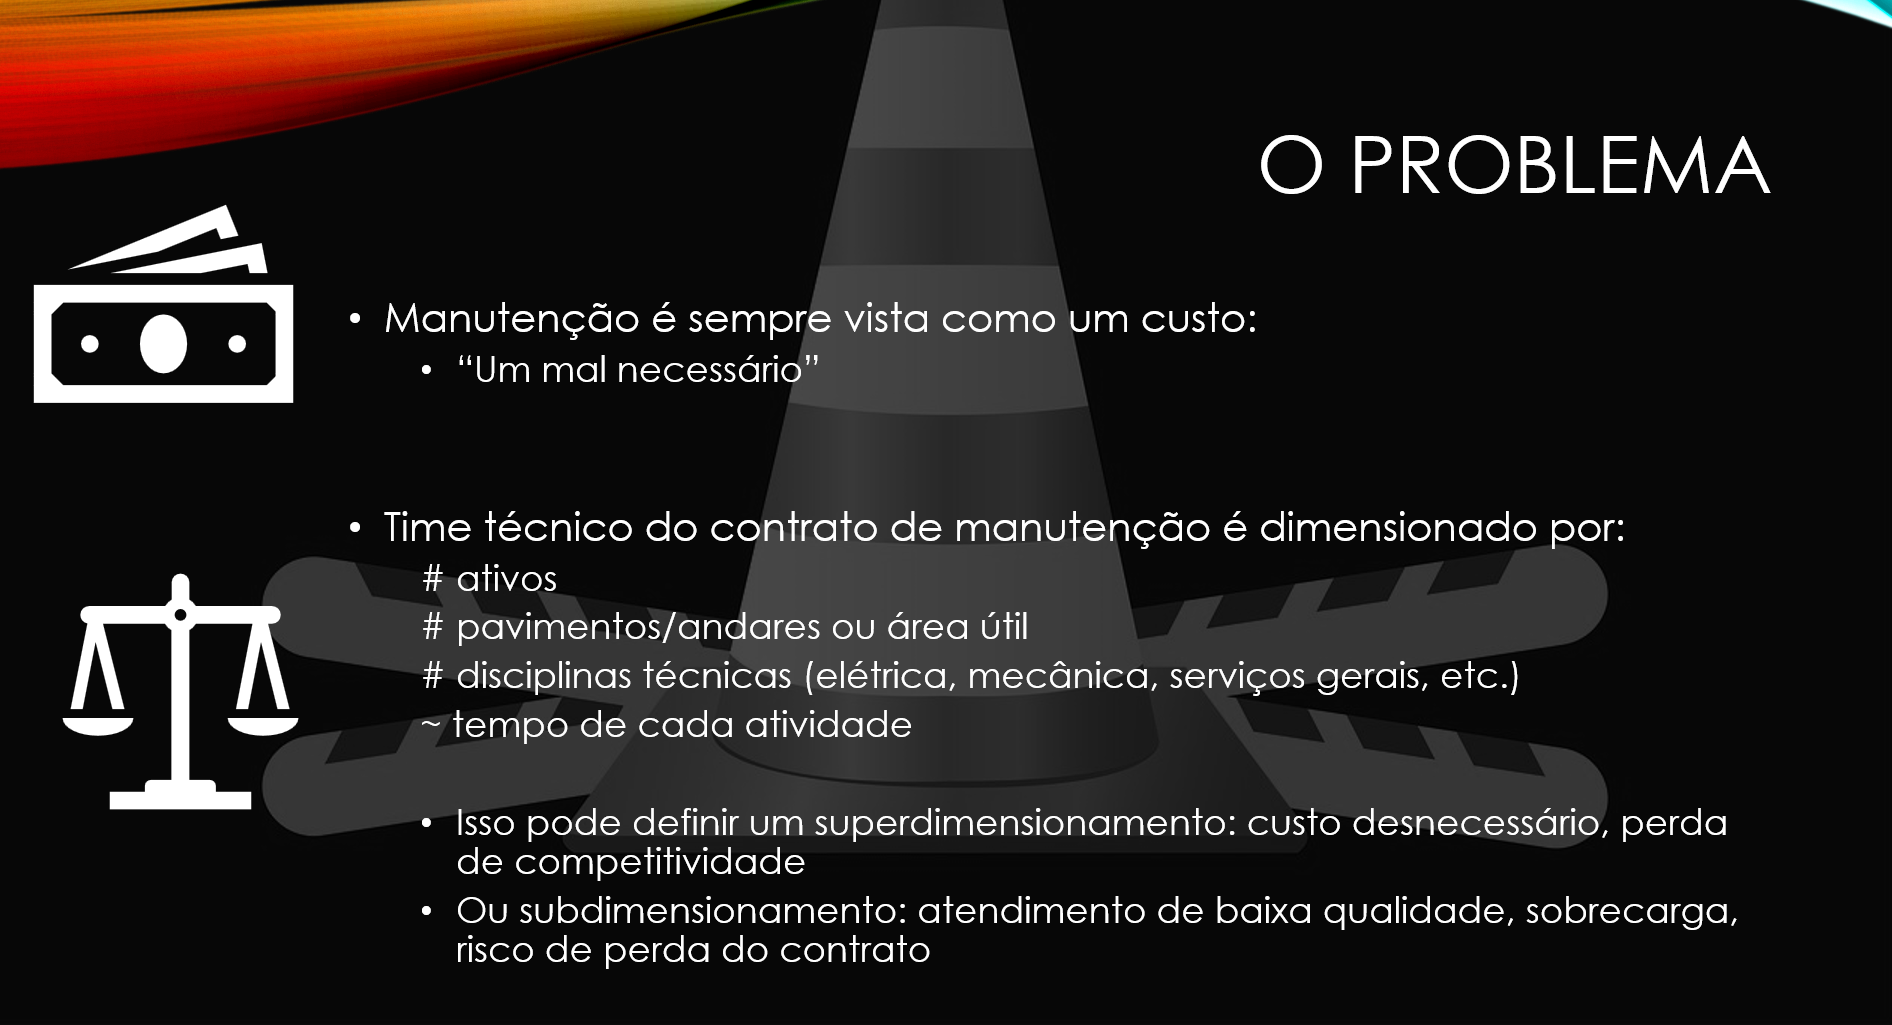 O PROBLEMA
• Manutenção é sempre vista como um custo:
• “Um mal necessário”
• Time técnico do contrato de manutenção é dimensionado por:
# ativos
# pavimentos/andares ou área útil
# disciplinas técnicas (elétrica, mecânica, serviços gerais, etc.)
~ tempo de cada atividade
• Isso pode definir um superdimensionamento: custo desnecessário, perda
de competitividade
• Ou subdimensionamento: atendimento de baixa qualidade, sobrecarga,
risco de perda do contrato